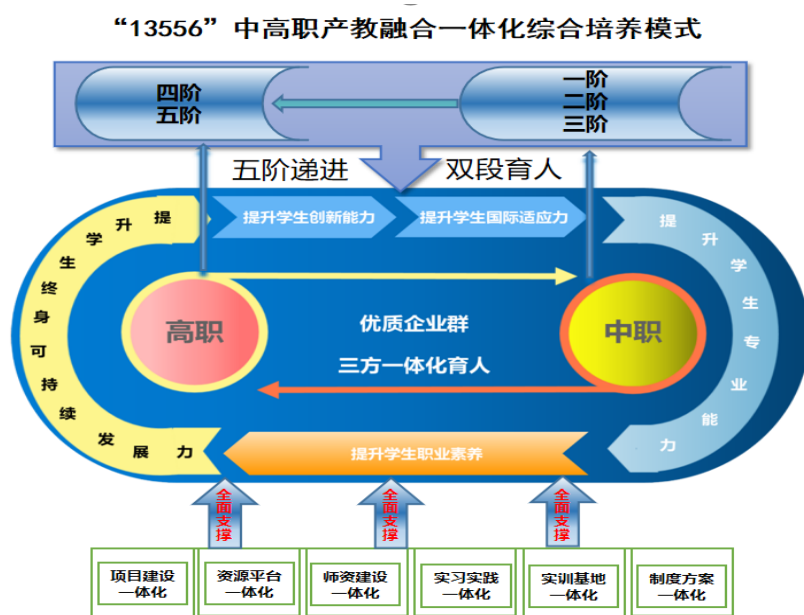 “13556”中高职产教融合一体化综合培养模式
四阶
五阶
一阶
二阶
三阶
五阶递进
双段育人
提升学生终身可持续发展力
提升学生创新能力
提升学生国际适应力
提升学生专业能力
高职
优质企业群
三方一体化育人
中职
提升学生职业素养
全面支撑
全面支撑
全面支撑
项目建设
一体化
资源平台
一体化
师资建设
一体化
实习实践
一体化
实训基地
一体化
制度方案
一体化